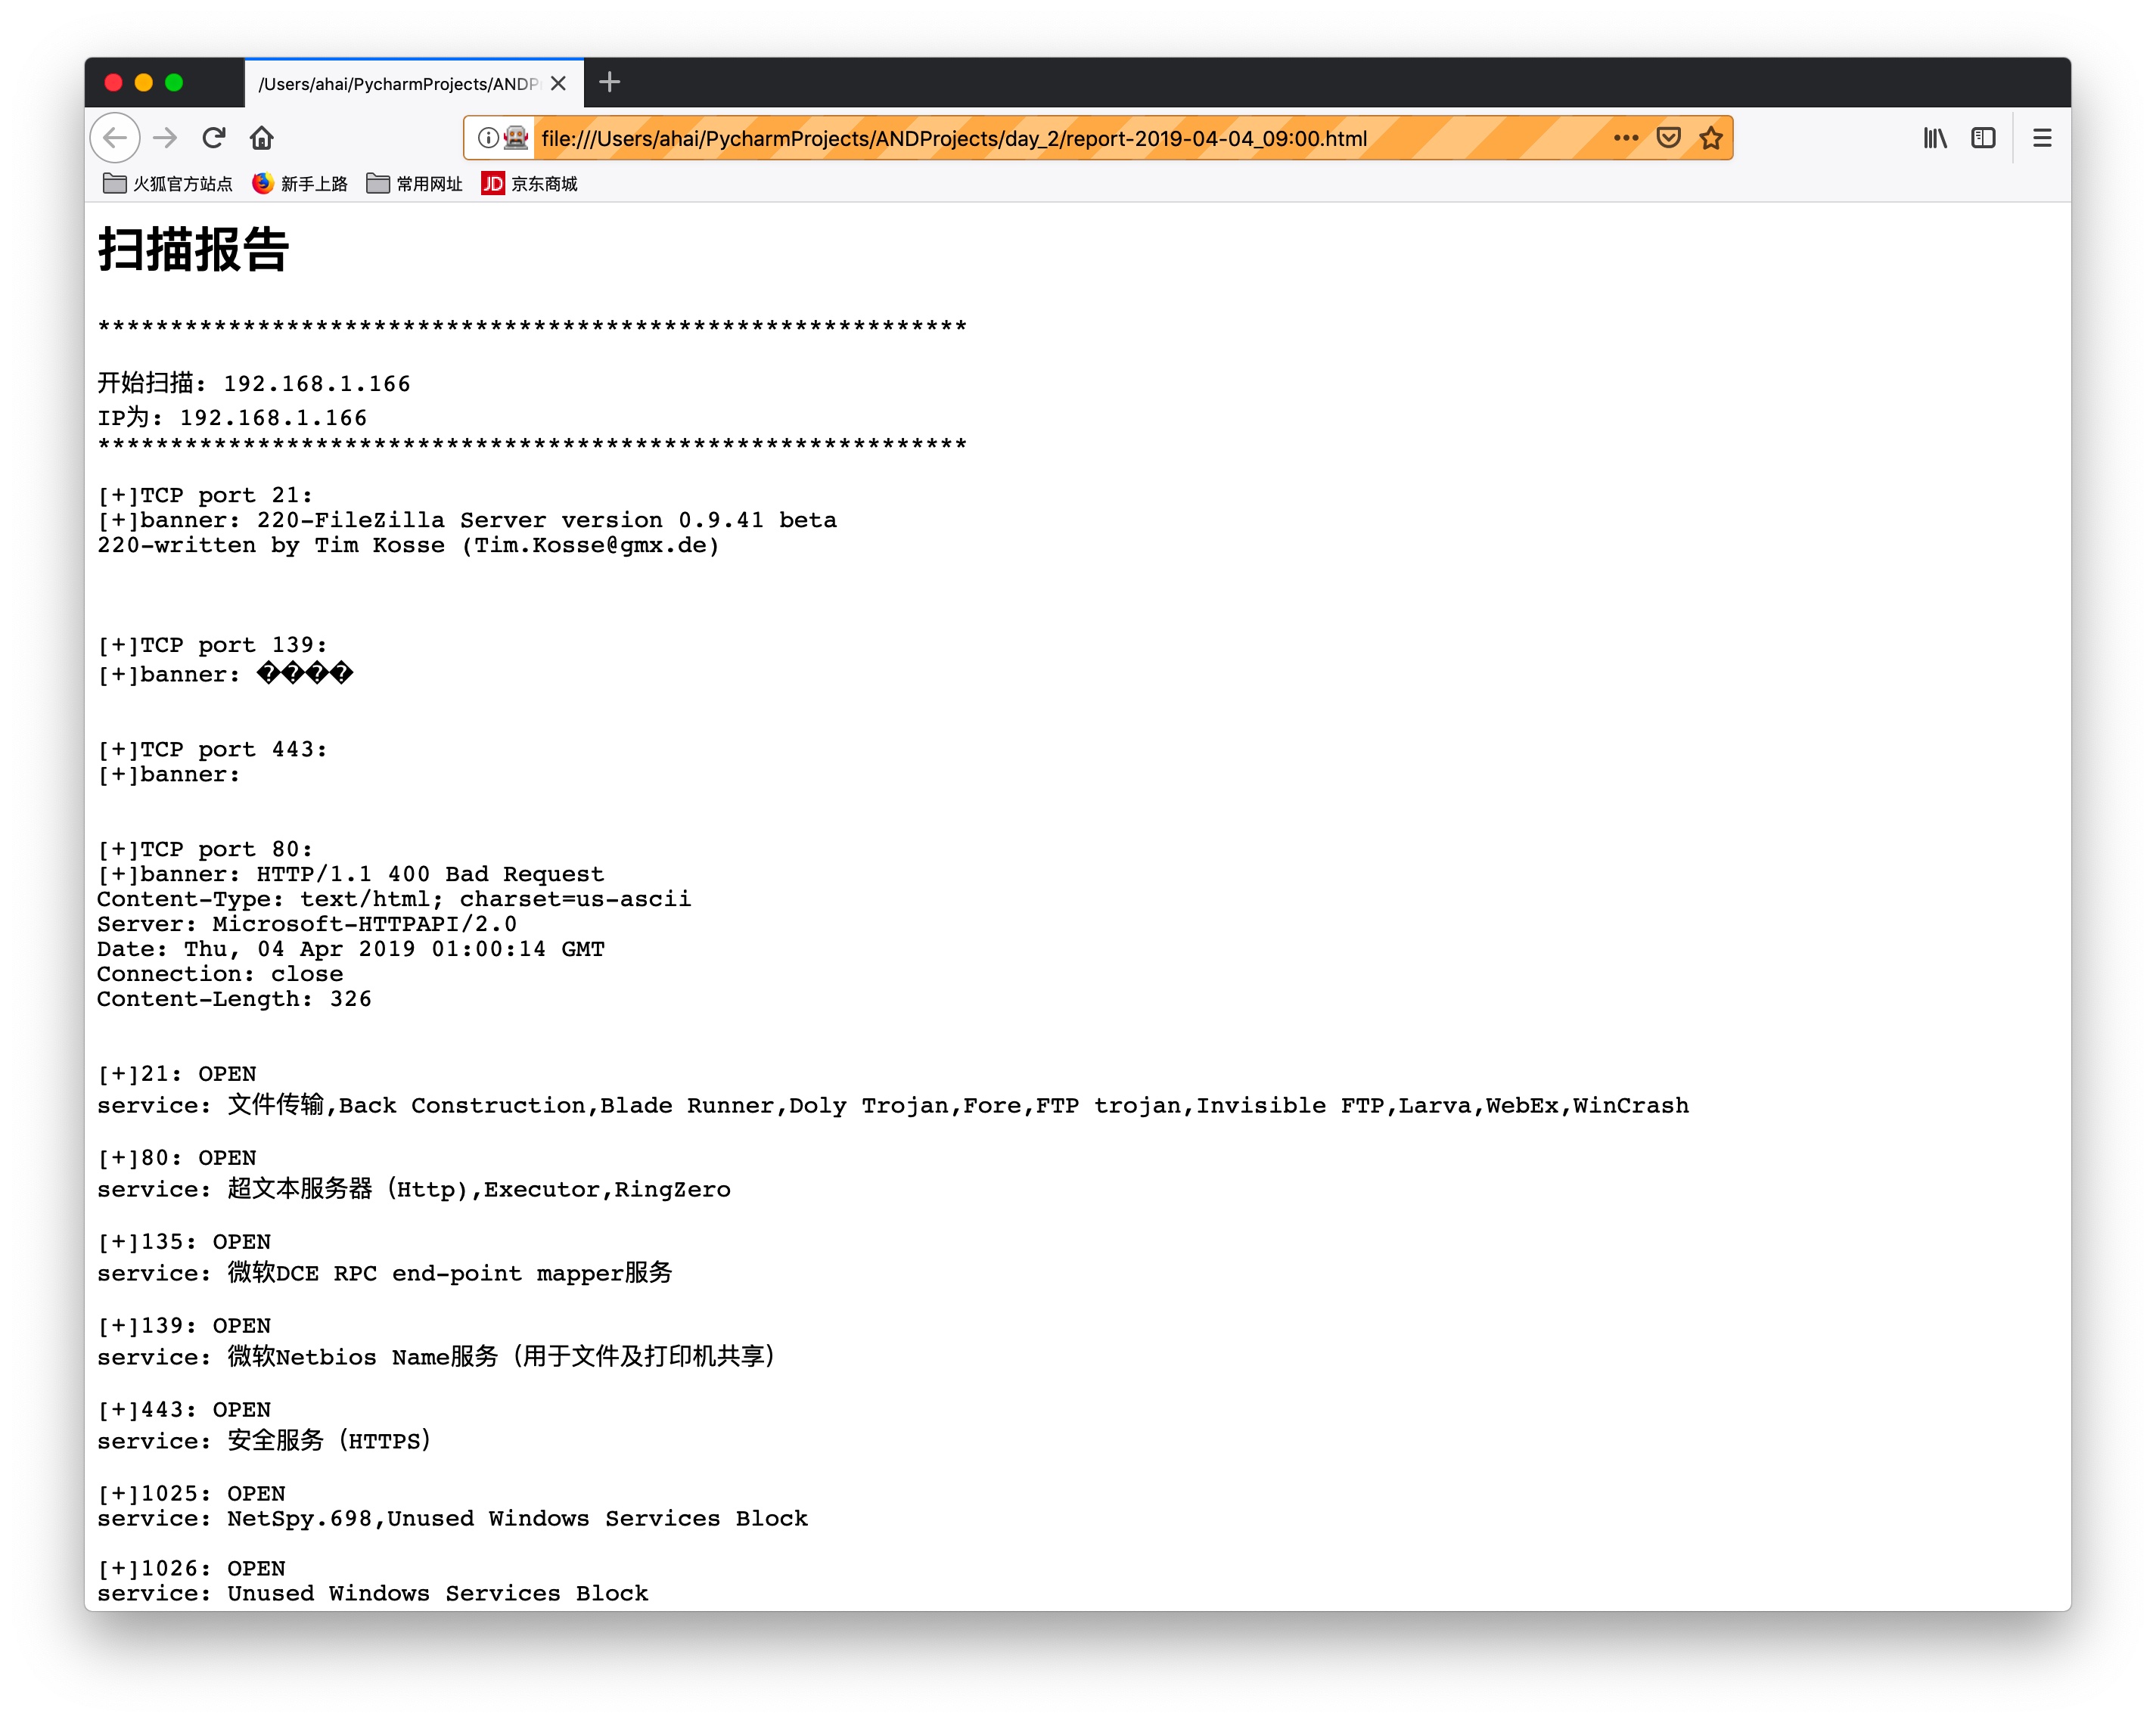 /Users/ahai/PycharmProjects/ANDP
file:///Users/ahai/PycharmProjects/ANDProjects/day_2/report-2019-04-04_09:00.html
火狐官方站点 新手上路 常用网址 JD 京东商城
扫描报告
************************************************************
开始扫描: 192.168.1.166
IP为: 192.168.1.166
************************************************************
[+]TCP port 21:
[+]banner: 220-FileZilla Server version 0.9.41 beta
220-written by Tim Kosse (Tim.Kosse@gmx.de)
[+]TCP port 139:
[+]banner: ����
[+]TCP port 443:
[+]banner:
[+]TCP port 80:
[+]banner: HTTP/1.1 400 Bad Request
Content-Type: text/html; charset=us-ascii
Server: Microsoft-HTTPAPI/2.0
Date: Thu, 04 Apr 2019 01:00:14 GMT
Connection: close
Content-Length: 326
[+]21: OPEN
service: 文件传输,Back Construction,Blade Runner,Doly Trojan,Fore,FTP trojan,Invisible FTP,Larva,WebEx,WinCrash
[+]80: OPEN
service: 超文本服务器（Http),Executor,RingZero
[+]135: OPEN
service: 微软DCE RPC end-point mapper服务
[+]139: OPEN
service: 微软Netbios Name服务（用于文件及打印机共享）
[+]443: OPEN
service: 安全服务（HTTPS）
[+]1025: OPEN
service: NetSpy.698,Unused Windows Services Block
[+]1026: OPEN
service: Unused Windows Services Block